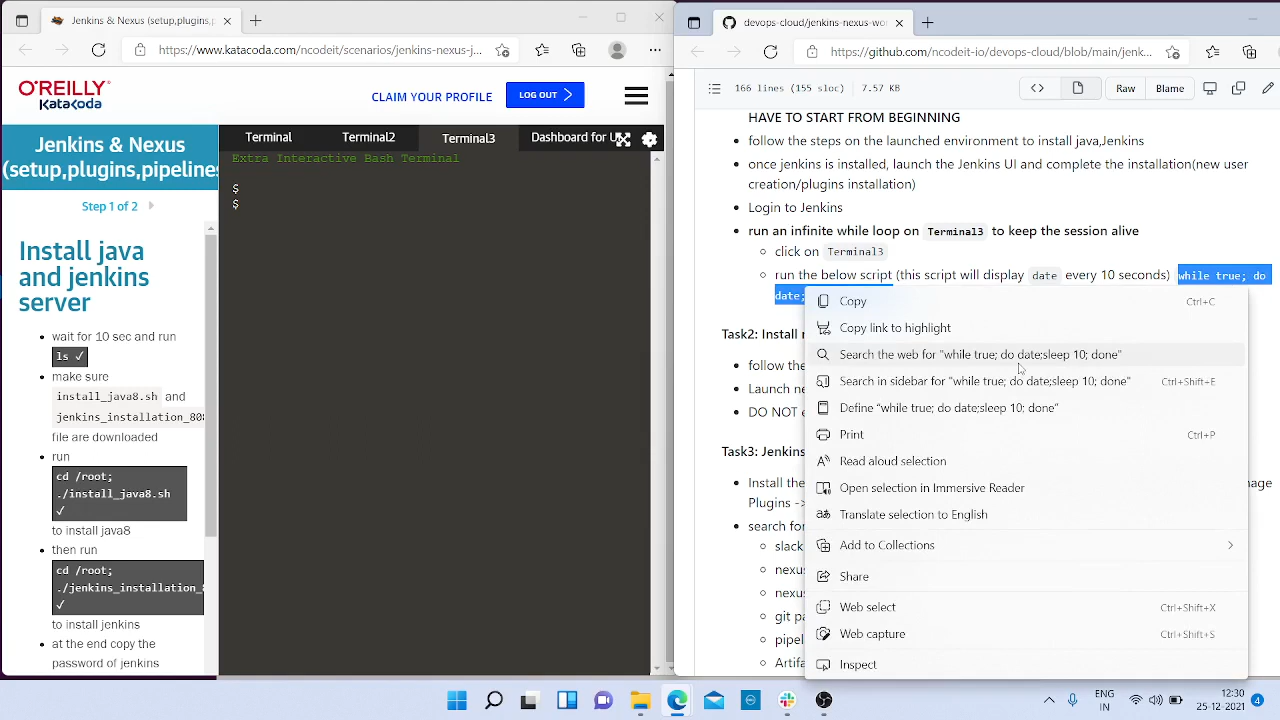 Jenkins & Nexus (setup,plugins,p
https://www.katacoda.com/ncodeit/scenarios/jenkins-nexus-j...
O'REILLY
Katacoda
CLAIM YOUR PROFILE
LOG OUT
Jenkins & Nexus
(setup,plugins,pipelines
Step 1 of 2
Install java
and jenkins
server
wait for 10 sec and run
ls ✓
make sure
install_java8.sh and
jenkins_installation_808
file are downloaded
run
cd /root;
./install_java8.sh
✓
to install java8
then run
cd /root;
./jenkins_installation_8
✓
to install jenkins
at the end copy the
password of jenkins
Terminal Terminal2 Terminal3 Dashboard for U
Extra Interactive Bash Terminal
$
$
devops-cloud/jenkins-nexus-wor
https://github.com/ncodeit-io/devops-cloud/blob/main/jenk...
166 lines (155 sloc) 7.57 KB
Raw Blame
HAVE TO START FROM BEGINNING
follow the steps on the launched environment to install java,Jenkins
once jenkins is installed, launch the Jenkins UI and complete the installation(new user
creation/plugins installation)
Login to Jenkins
run an infinite while loop on Terminal3 to keep the session alive
click on Terminal3
run the below script (this script will display date every 10 seconds) while true; do
date;
Task2: Install
follow the
Launch ne
DO NOT e
Task3: Jenkins
Install the
age
Plugins ->
search for
slack
nexus
nexus
git pa
pipel
Artifa
Copy Ctrl+C
Copy link to highlight
Search the web for "while true; do date;sleep 10; done"
Search in sidebar for "while true; do date;sleep 10; done" Ctrl+Shift+E
Define "while true; do date;sleep 10; done"
Print Ctrl+P
Read aloud selection
Open selection in Immersive Reader
Translate selection to English
Add to Collections
Share
Web select Ctrl+Shift+X
Web capture Ctrl+Shift+S
Inspect
ENG
IN
12:30
25-12-2021
4